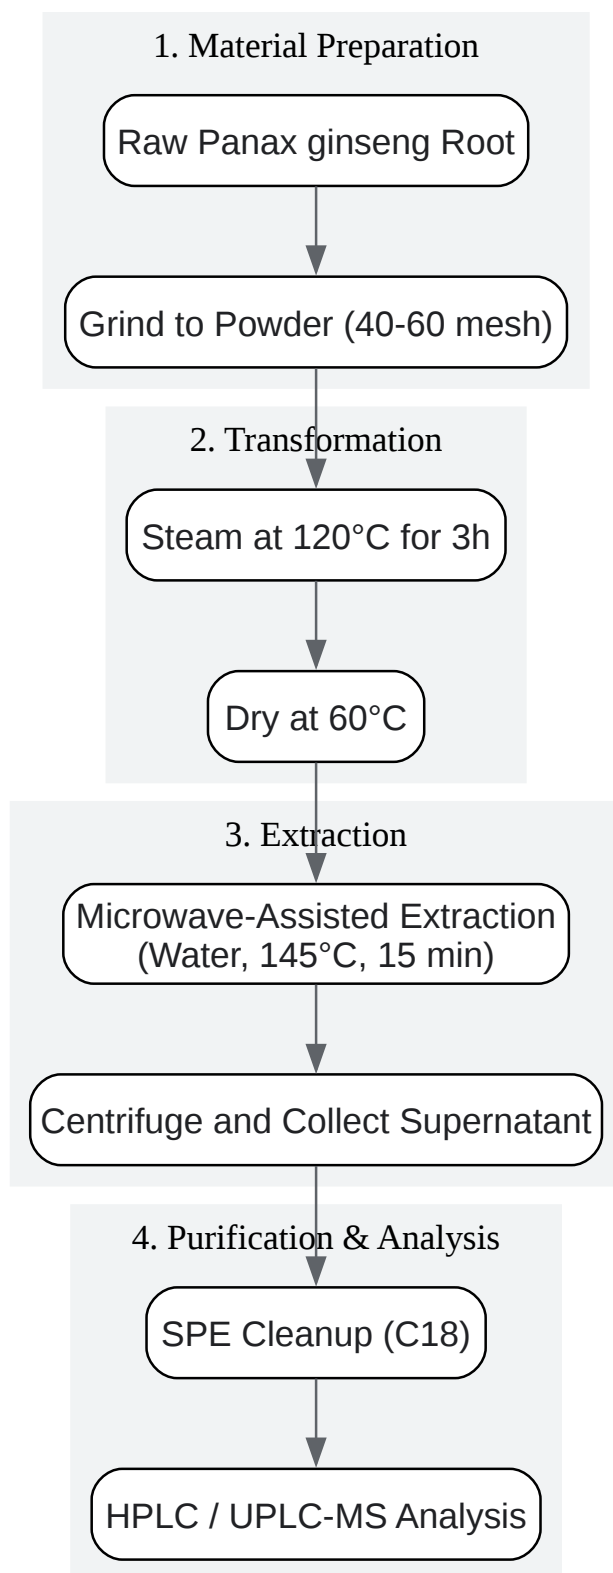 1. Material Preparation
Raw Panax ginseng Root
Grind to Powder (40-60 mesh)
2. Transformation
Steam at 120°C for 3h
Dry at 60°C
3. Extraction
Microwave-Assisted Extraction
(Water, 145°C, 15 min)
Centrifuge and Collect Supernatant
4. Purification & Analysis
SPE Cleanup (C18)
HPLC / UPLC-MS Analysis